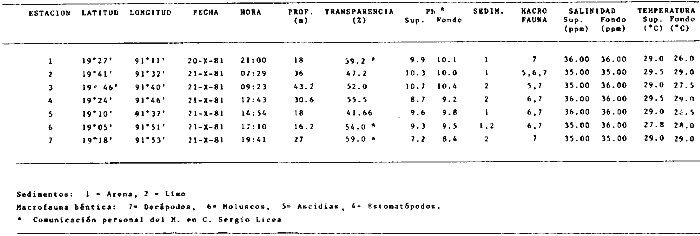 ESTACION LATITUD LONGITUD FECHA HORA PROF. TRANSPARENCIA Ph * SEDIM. MACRO SALINIDAD TEMPERATURA
(m) (%) Sup. Fondo FAUNA Sup. Fondo Sup. Fondo
(ppm) (ppm) (°C) (°C)
1 19°27' 91°11' 20-X-81 21:00 18 59.2 * 9.9 10.1 1 7 36.00 36.00 29.0 26.0
2 19°41' 91°32' 21-X-81 07:29 36 47.2 10.3 10.0 1 5,6,7 35.00 35.00 29.5 29.0
3 19° 46' 91°40' 21-X-81 09:23 43.2 52.0 10.7 10.4 2 5,7 35.00 36.00 29.0 27.5
4 19°24' 91°46' 21-X-81 12:43 30.6 55.5 8.7 9.2 2 6,7 35.00 36.00 29.5
5 19°10' 91°37' 21-X-81 14:54 18 41.66 9.6 9.8 1 6,7 35.00 36.00 29.0
6 19°05' 91°51' 21-X-81 17:10 16.2 54.0 * 9.3 9.5 1,2 6,7 35.00 35.00 27.8
7 19°18' 91°53' 21-X-81 19:41 27 59.0 * 7.2 8.4 2 7 35.00 35.00 29.0 29.0
Sedimentos: 1 = Arena, 2 = Limo
Macrofauna béntica: 7= Decápodos, 6= Moluscos, 5= Ascidias, 4= Estomatópodos.
* Comunicación personal del M. en C. Sergio Licea